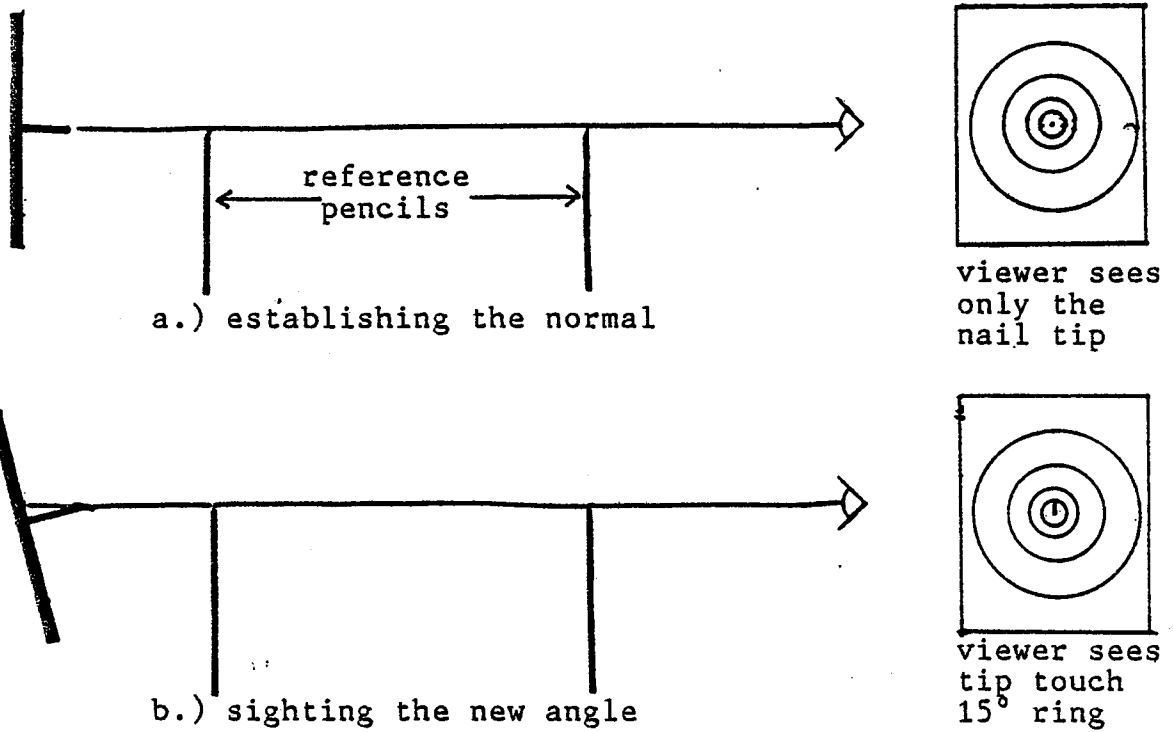 reference
pencils
a.) establishing the normal
viewer sees
only the
nail tip
b.) sighting the new angle
viewer sees
tip touch
15° ring